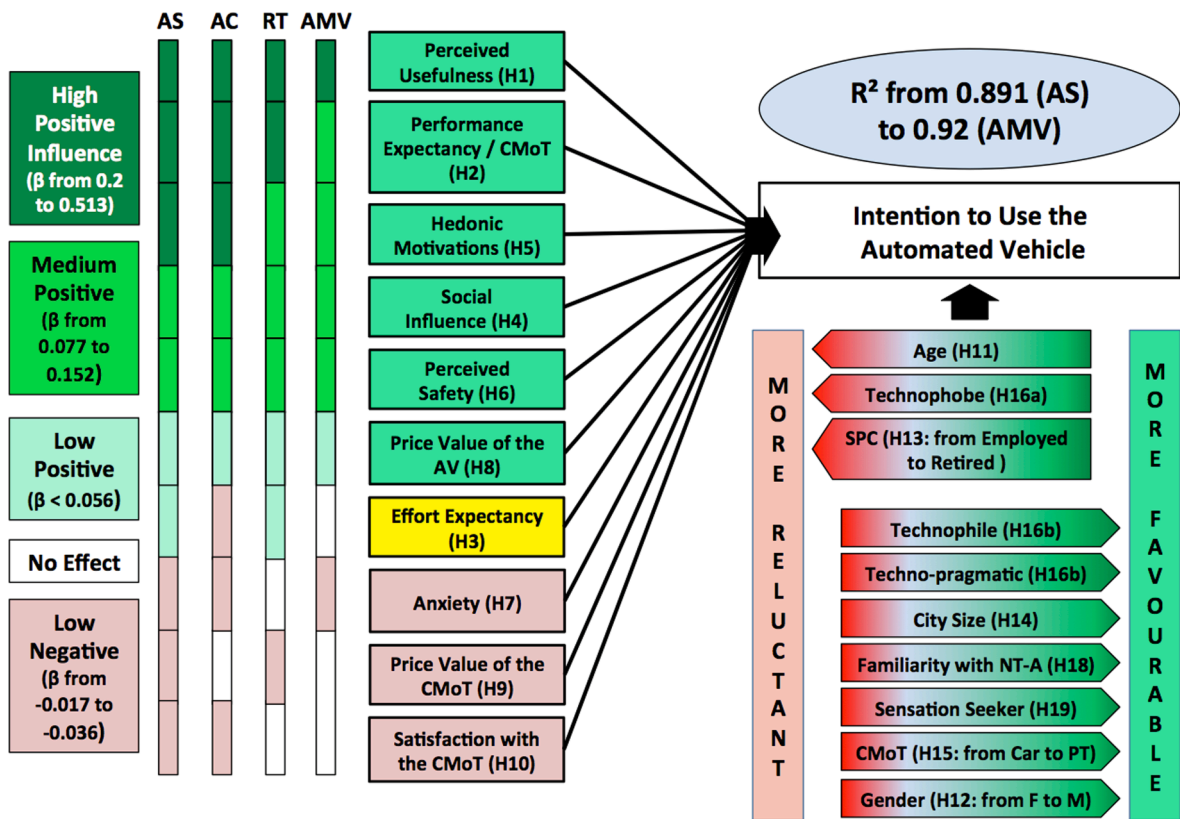 AS AC RT AMV
High
Positive
Influence
(β from 0.2
to 0.513)
Medium
Positive
(β from
0.077 to
0.152)
Low
Positive
(β < 0.056)
No Effect
Low
Negative
(β from
-0.017 to
-0.036)
Perceived
Usefulness (H1)
Performance
Expectancy / CMoT
(H2)
Hedonic
Motivations (H5)
Social
Influence (H4)
Perceived
Safety (H6)
Price Value of the
AV (H8)
Effort Expectancy
(H3)
Anxiety (H7)
Price Value of the
CMoT (H9)
Satisfaction with
the CMoT (H10)
R² from 0.891 (AS)
to 0.92 (AMV)
Intention to Use the
Automated Vehicle
MORE RELUCTANT
Age (H11)
Technophobe (H16a)
SPC (H13: from Employed
to Retired )
Technophile (H16b)
Techno-pragmatic (H16b)
City Size (H14)
Familiarity with NT-A (H18)
Sensation Seeker (H19)
CMoT (H15: from Car to PT)
Gender (H12: from F to M)
MORE FAVOURABLE